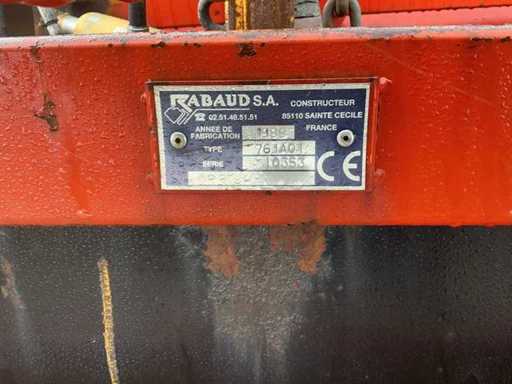 RABAUD S.A. CONSTRUCTEUR
☎ 02.51.48.51.51 85110 SAINTE CECILE
ANNEE DE FABRICATION FRANCE
TYPE 761A01
SERIE 10353
CE